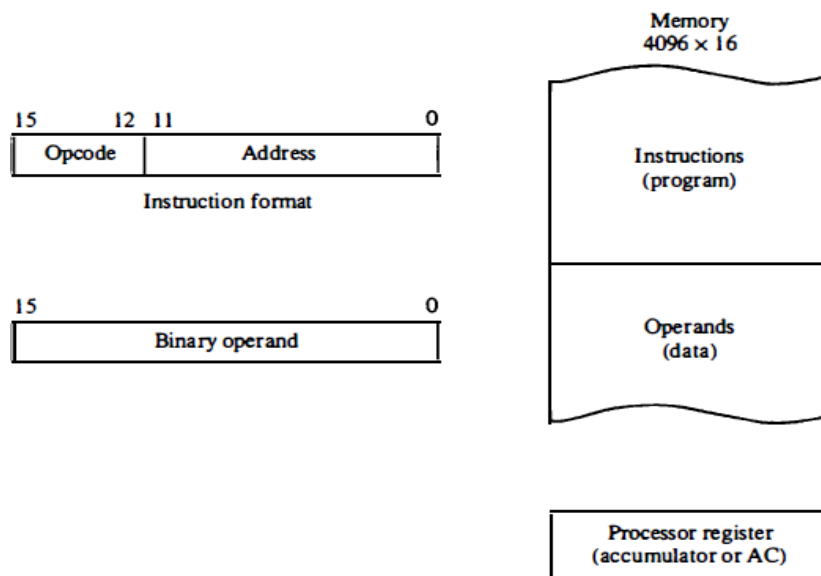 Memory
4096 × 16
15 12 11 0
Opcode Address
Instruction format
Instructions
(program)
15 0
Binary operand
Operands
(data)
Processor register
(accumulator or AC)